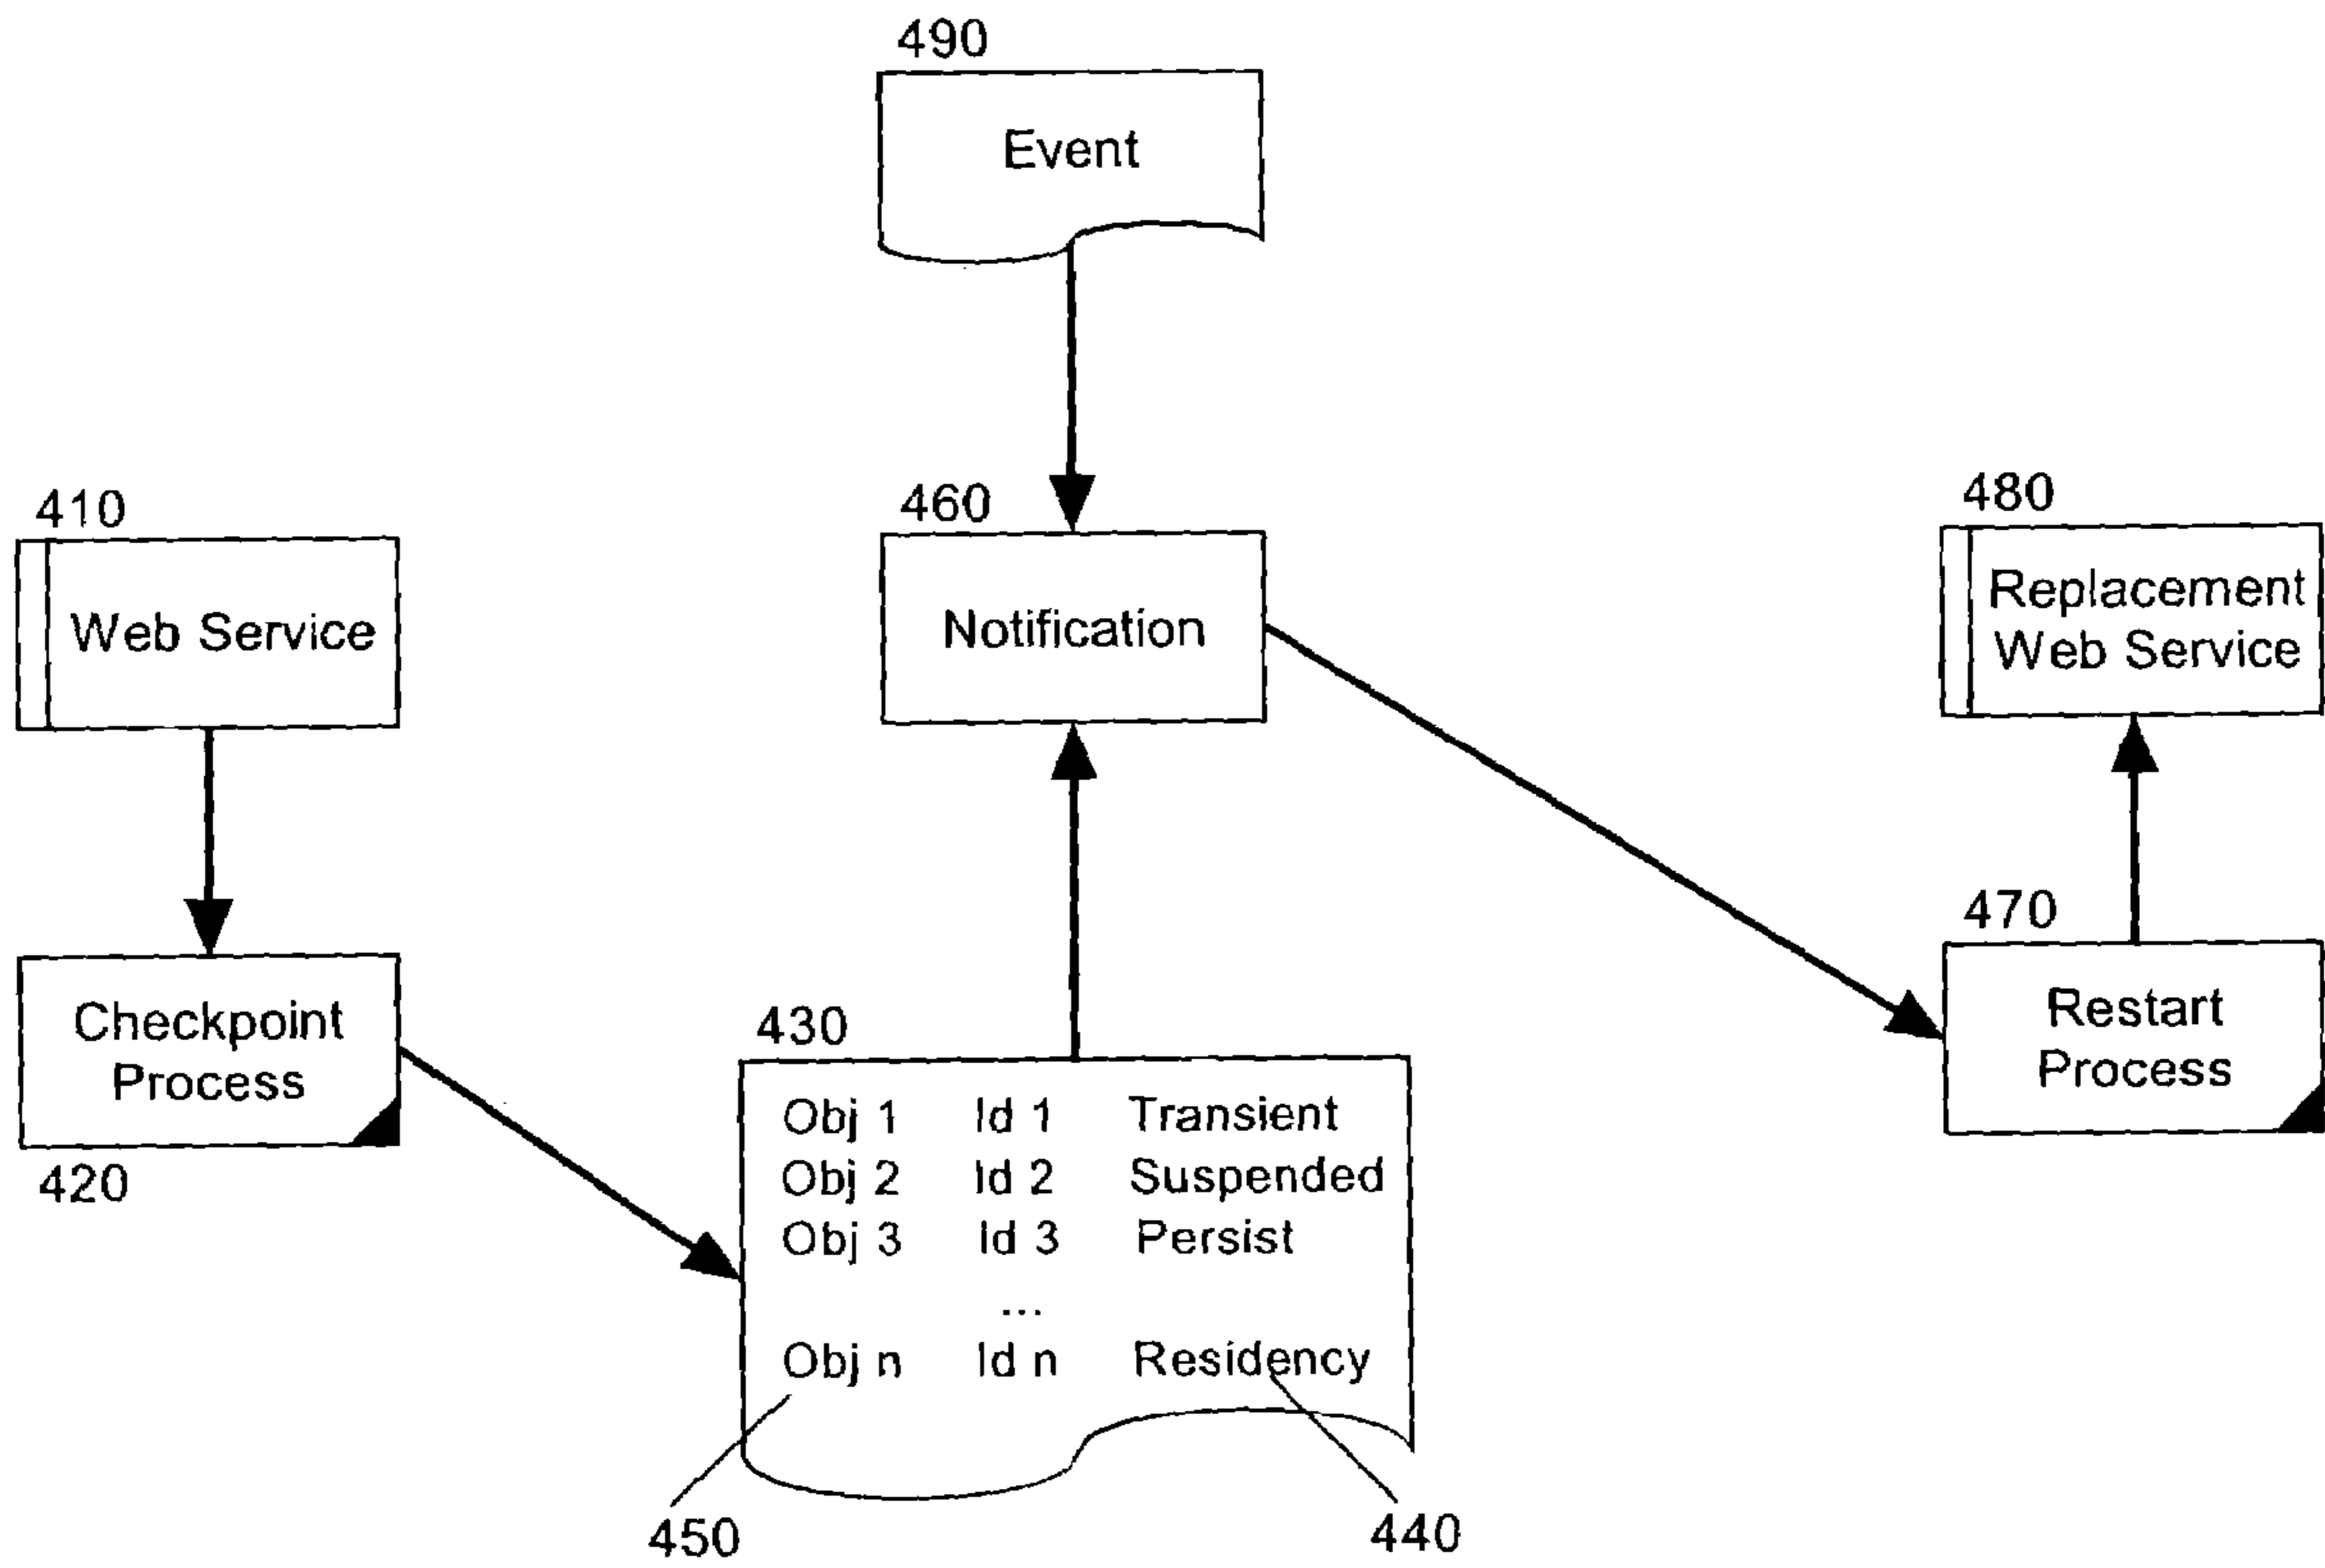 490
Event
410
Web Service
460
Notification
480
Replacement
Web Service
Checkpoint
Process
420
430
Obj 1 Id 1 Transient
Obj 2 Id 2 Suspended
Obj 3 Id 3 Persist
...
Obj n Id n Residency
450
440
470
Restart
Process